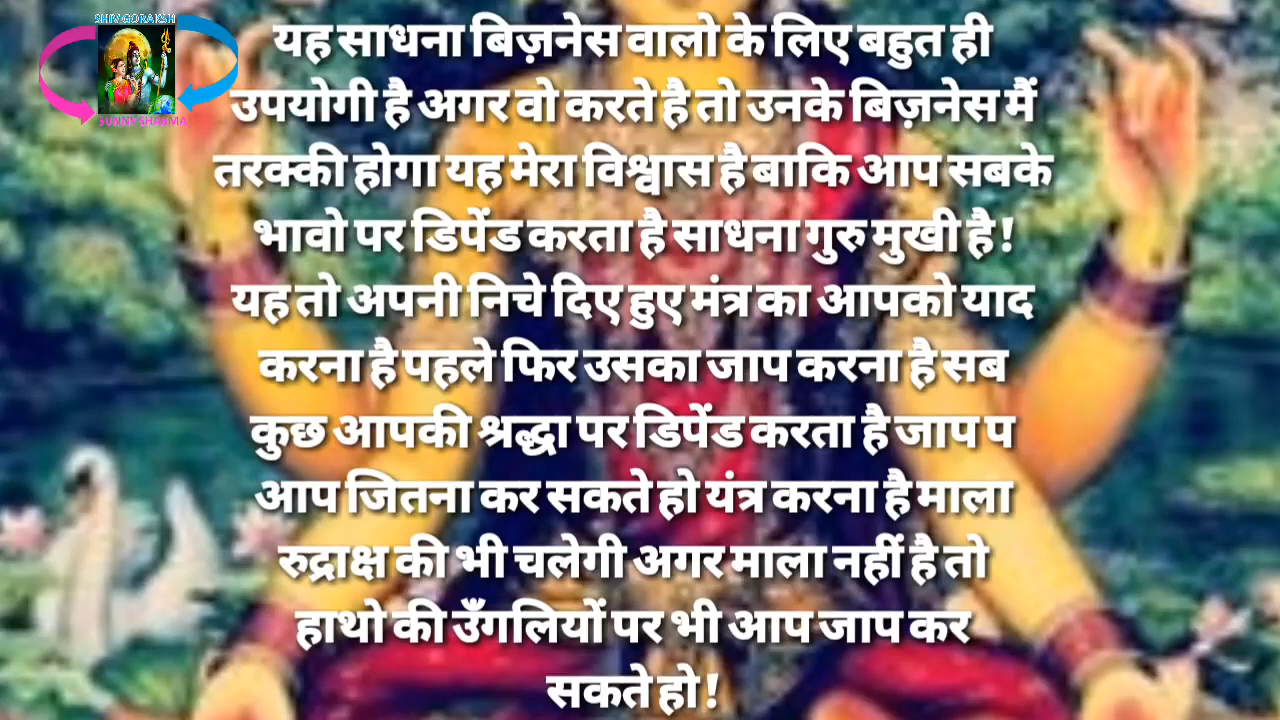 SHIV GORAKSH
SUNNY SHARMA
यह साधना बिज़नेस वालो के लिए बहुत ही
उपयोगी है अगर वो करते है तो उनके बिज़नेस मैं
तरक्की होगा यह मेरा विश्वास है बाकि आप सबके
भावो पर डिपेंड करता है साधना गुरु मुखी है!
यह तो अपनी निचे दिए हुए मंत्र का आपको याद
करना है पहले फिर उसका जाप करना है सब
कुछ आपकी श्रद्धा पर डिपेंड करता है जाप प
आप जितना कर सकते हो यंत्र करना है माला
रुद्राक्ष की भी चलेगी अगर माला नहीं है तो
हाथो की उँगलियों पर भी आप जाप कर
सकते हो!